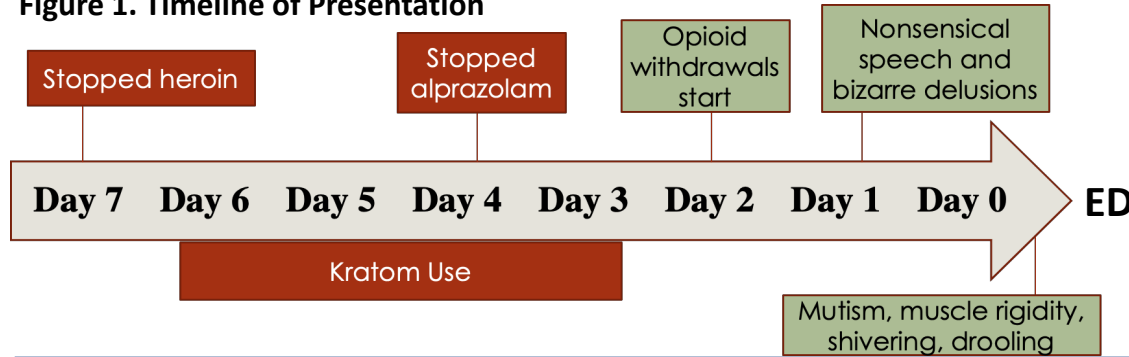 Figure 1. Timeline of Presentation
Stopped heroin
Stopped
alprazolam
Opioid
withdrawals
start
Nonsensical
speech and
bizarre delusions
Day 7 Day 6 Day 5 Day 4 Day 3 Day 2 Day 1 Day 0
ED
Kratom Use
Mutism, muscle rigidity,
shivering, drooling